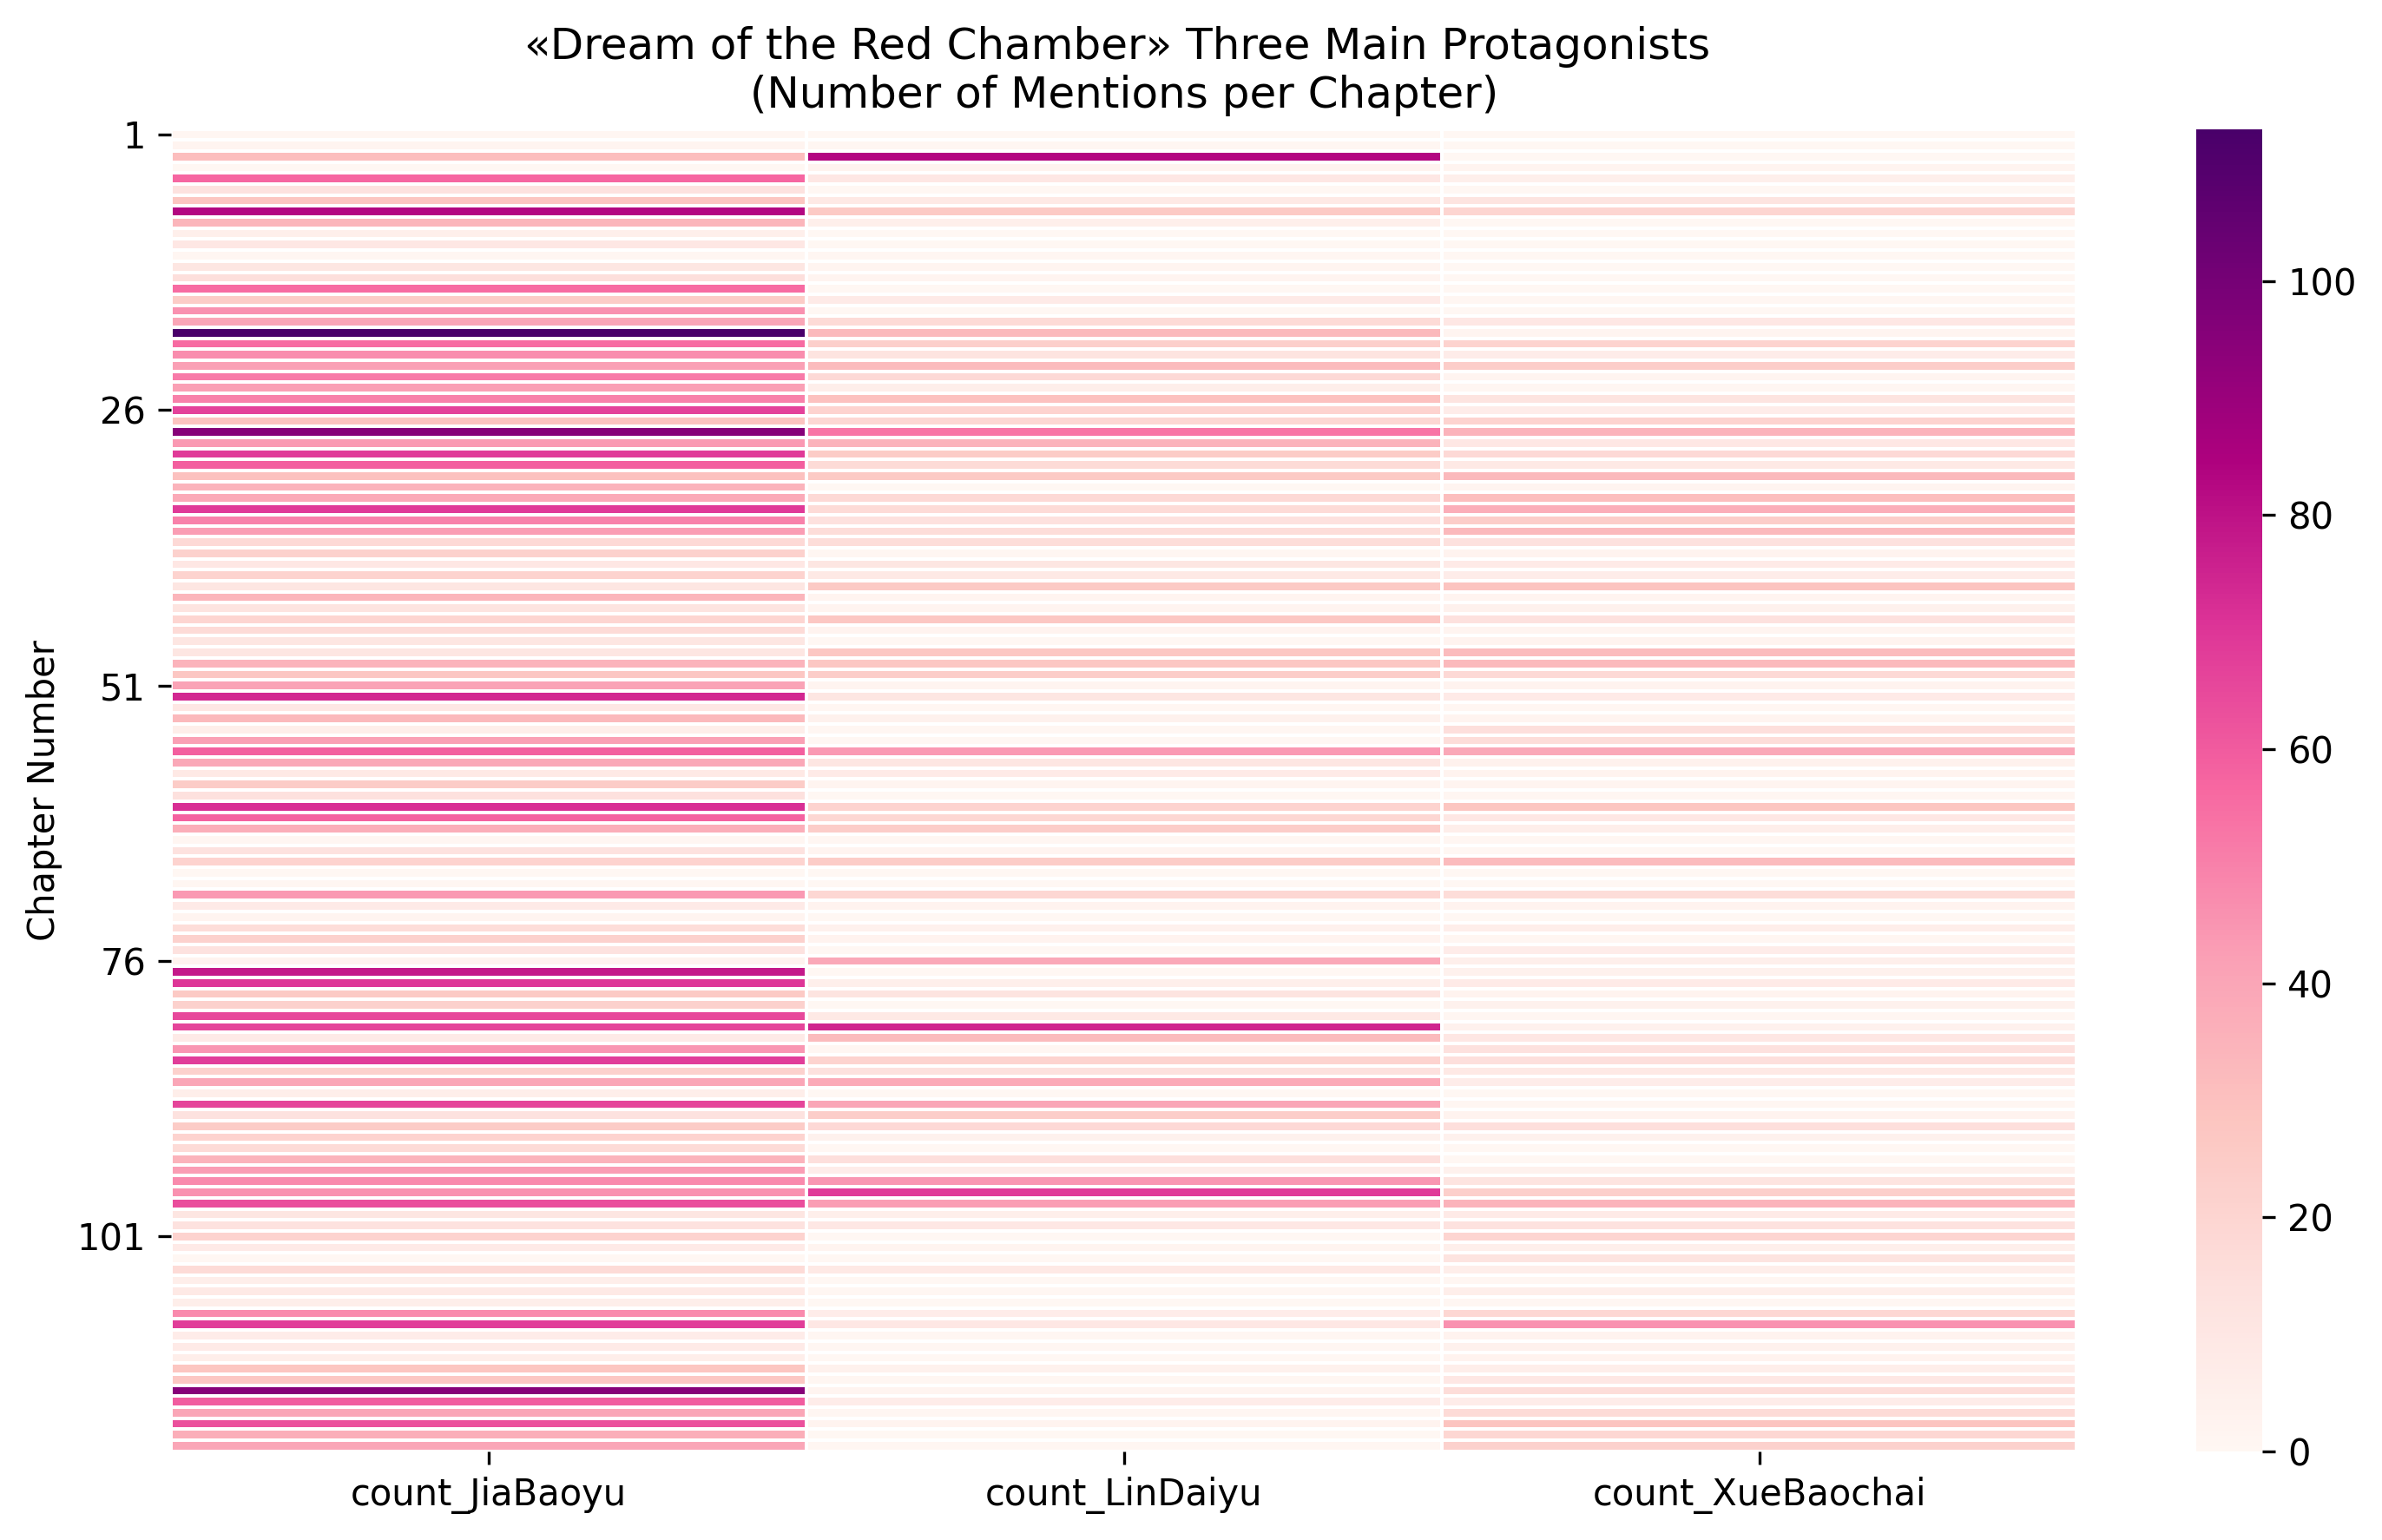 «Dream of the Red Chamber» Three Main Protagonists
(Number of Mentions per Chapter)
Chapter Number
1
26
51
76
101
count_JiaBaoyu
count_LinDaiyu
count_XueBaochai
100
80
60
40
20
0